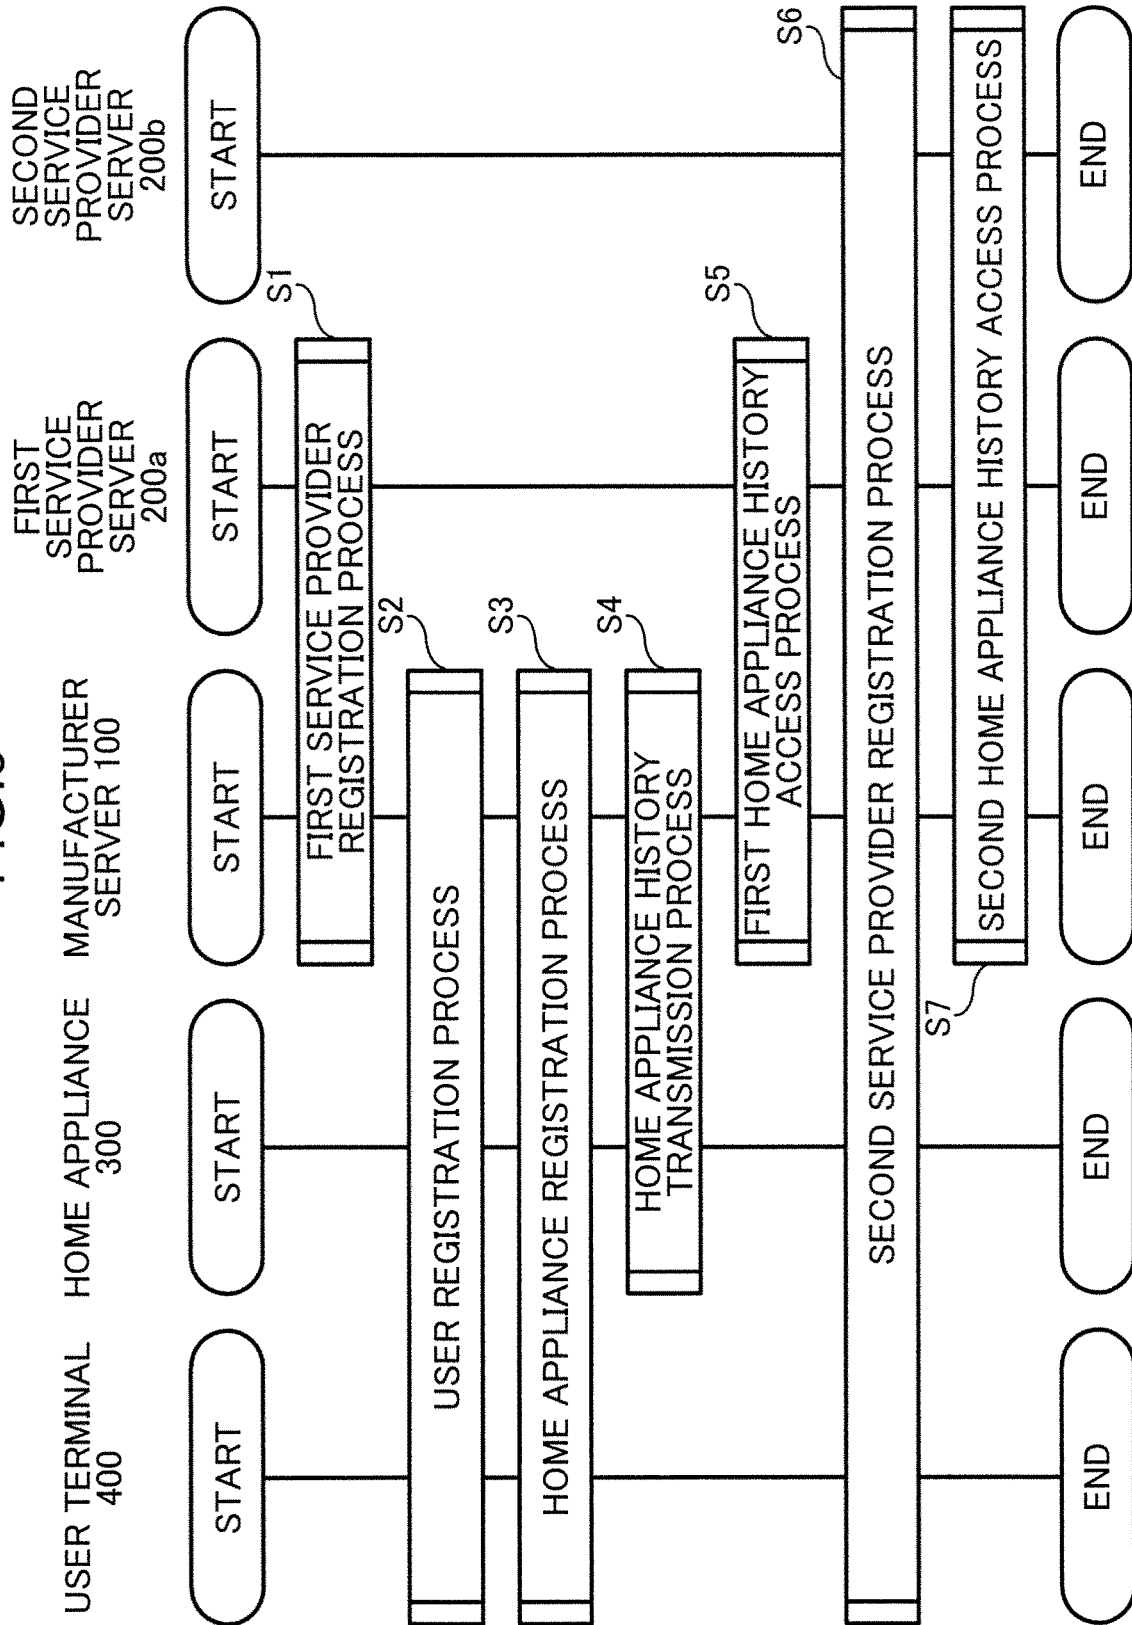 USER TERMINAL
400
HOME APPLIANCE
300
MANUFACTURER
SERVER 100
FIRST
SERVICE
PROVIDER
SERVER
200a
SECOND
SERVICE
PROVIDER
SERVER
200b
START
START
START
START
START
S1
FIRST SERVICE PROVIDER
REGISTRATION PROCESS
S2
USER REGISTRATION PROCESS
S3
HOME APPLIANCE REGISTRATION PROCESS
S4
HOME APPLIANCE HISTORY
TRANSMISSION PROCESS
S5
FIRST HOME APPLIANCE HISTORY
ACCESS PROCESS
S6
SECOND SERVICE PROVIDER REGISTRATION PROCESS
S7
SECOND HOME APPLIANCE HISTORY ACCESS PROCESS
END
END
END
END
END